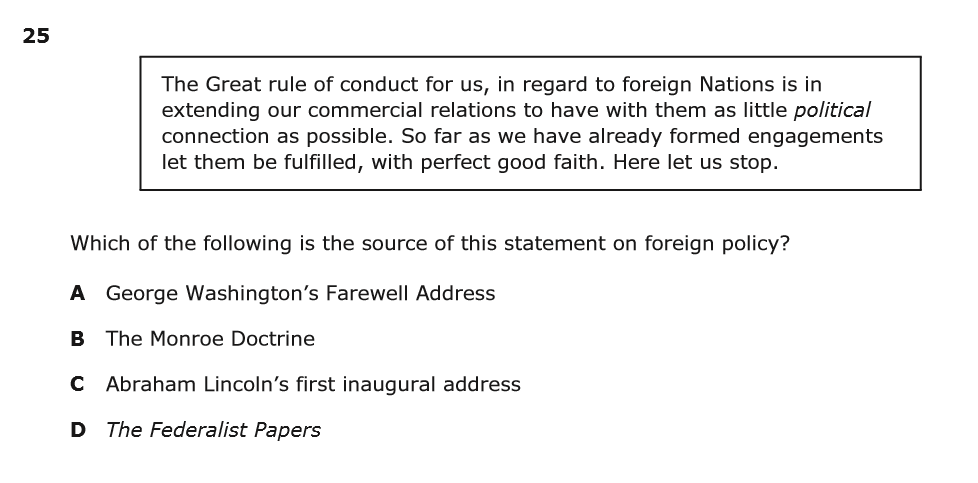 25
The Great rule of conduct for us, in regard to foreign Nations is in
extending our commercial relations to have with them as little political
connection as possible. So far as we have already formed engagements
let them be fulfilled, with perfect good faith. Here let us stop.
Which of the following is the source of this statement on foreign policy?
A George Washington’s Farewell Address
B The Monroe Doctrine
C Abraham Lincoln’s first inaugural address
D The Federalist Papers